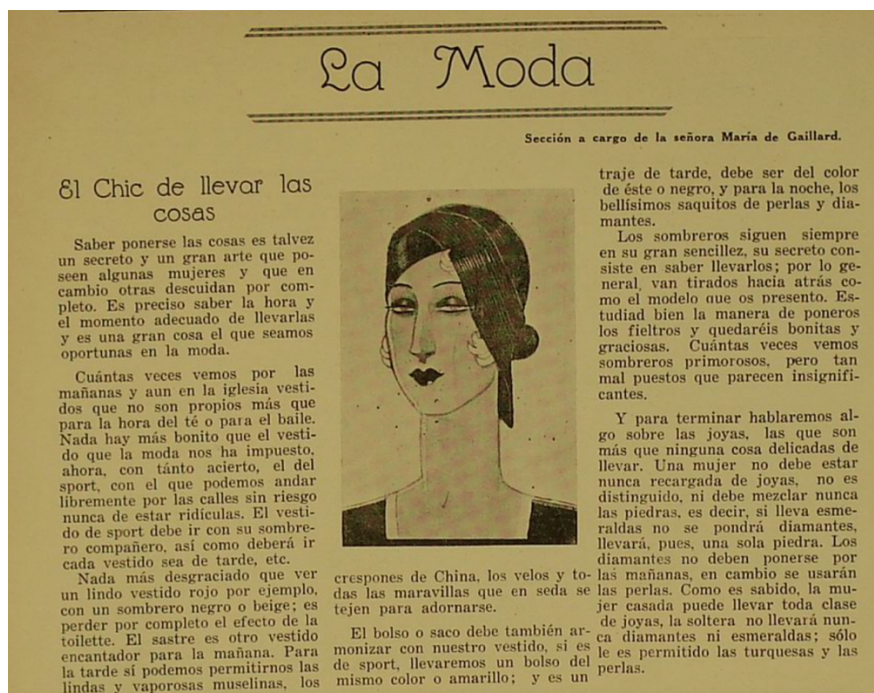 La Moda
Sección a cargo de la señora María de Gaillard.
El Chic de llevar las
cosas
Saber ponerse las cosas es talvez
un secreto y un gran arte que po-
seen algunas mujeres y que en
cambio otras descuidan por com-
pleto. Es preciso saber la hora y
el momento adecuado de llevarlas
y es una gran cosa el que seamos
oportunas en la moda.
Cuántas veces vemos por las
mañanas y aun en la iglesia vesti-
dos que no son propios más que
para la hora del té o para el baile.
Nada hay más bonito que el vesti-
do que la moda nos ha impuesto,
ahora, con tánto acierto, el del
sport, con el que podemos andar
libremente por las calles sin riesgo
nunca de estar ridículas. El vesti-
do de sport debe ir con su sombre-
ro compañero, así como deberá ir
cada vestido sea de tarde, etc.
Nada más desgraciado que ver
un lindo vestido rojo por ejemplo,
con un sombrero negro o beige; es
perder por completo el efecto de la
toilette. El sastre es otro vestido
encantador para la mañana. Para
la tarde sí podemos permitirnos las
lindas y vaporosas muselinas, los
crespones de China, los velos y to-
das las maravillas que en seda se
tejen para adornarse.
El bolso o saco debe también ar-
monizar con nuestro vestido, si es
de sport, llevaremos un bolso del
mismo color o amarillo; y es un
traje de tarde, debe ser del color
de éste o negro, y para la noche, los
bellísimos saquitos de perlas y dia-
mantes.
Los sombreros siguen siempre
en su gran sencillez, su secreto con-
siste en saber llevarlos; por lo ge-
neral, van tirados hacia atrás co-
mo el modelo que os presento. Es-
tudiad bien la manera de poneros
los fieltros y quedaréis bonitas y
graciosas. Cuántas veces vemos
sombreros primorosos, pero tan
mal puestos que parecen insignifi-
cantes.
Y para terminar hablaremos al-
go sobre las joyas, las que son
más que ninguna cosa delicadas de
llevar. Una mujer no debe estar
nunca recargada de joyas, no es
distinguido, ni debe mezclar nunca
las piedras, es decir, si lleva esme-
raldas no se pondrá diamantes,
llevará, pues, una sola piedra. Los
diamantes no deben ponerse por
las mañanas, en cambio se usarán
las perlas. Como es sabido, la mu-
jer casada puede llevar toda clase
de joyas, la soltera no llevará nun-
ca diamantes ni esmeraldas; sólo
le es permitido las turquesas y las
perlas.